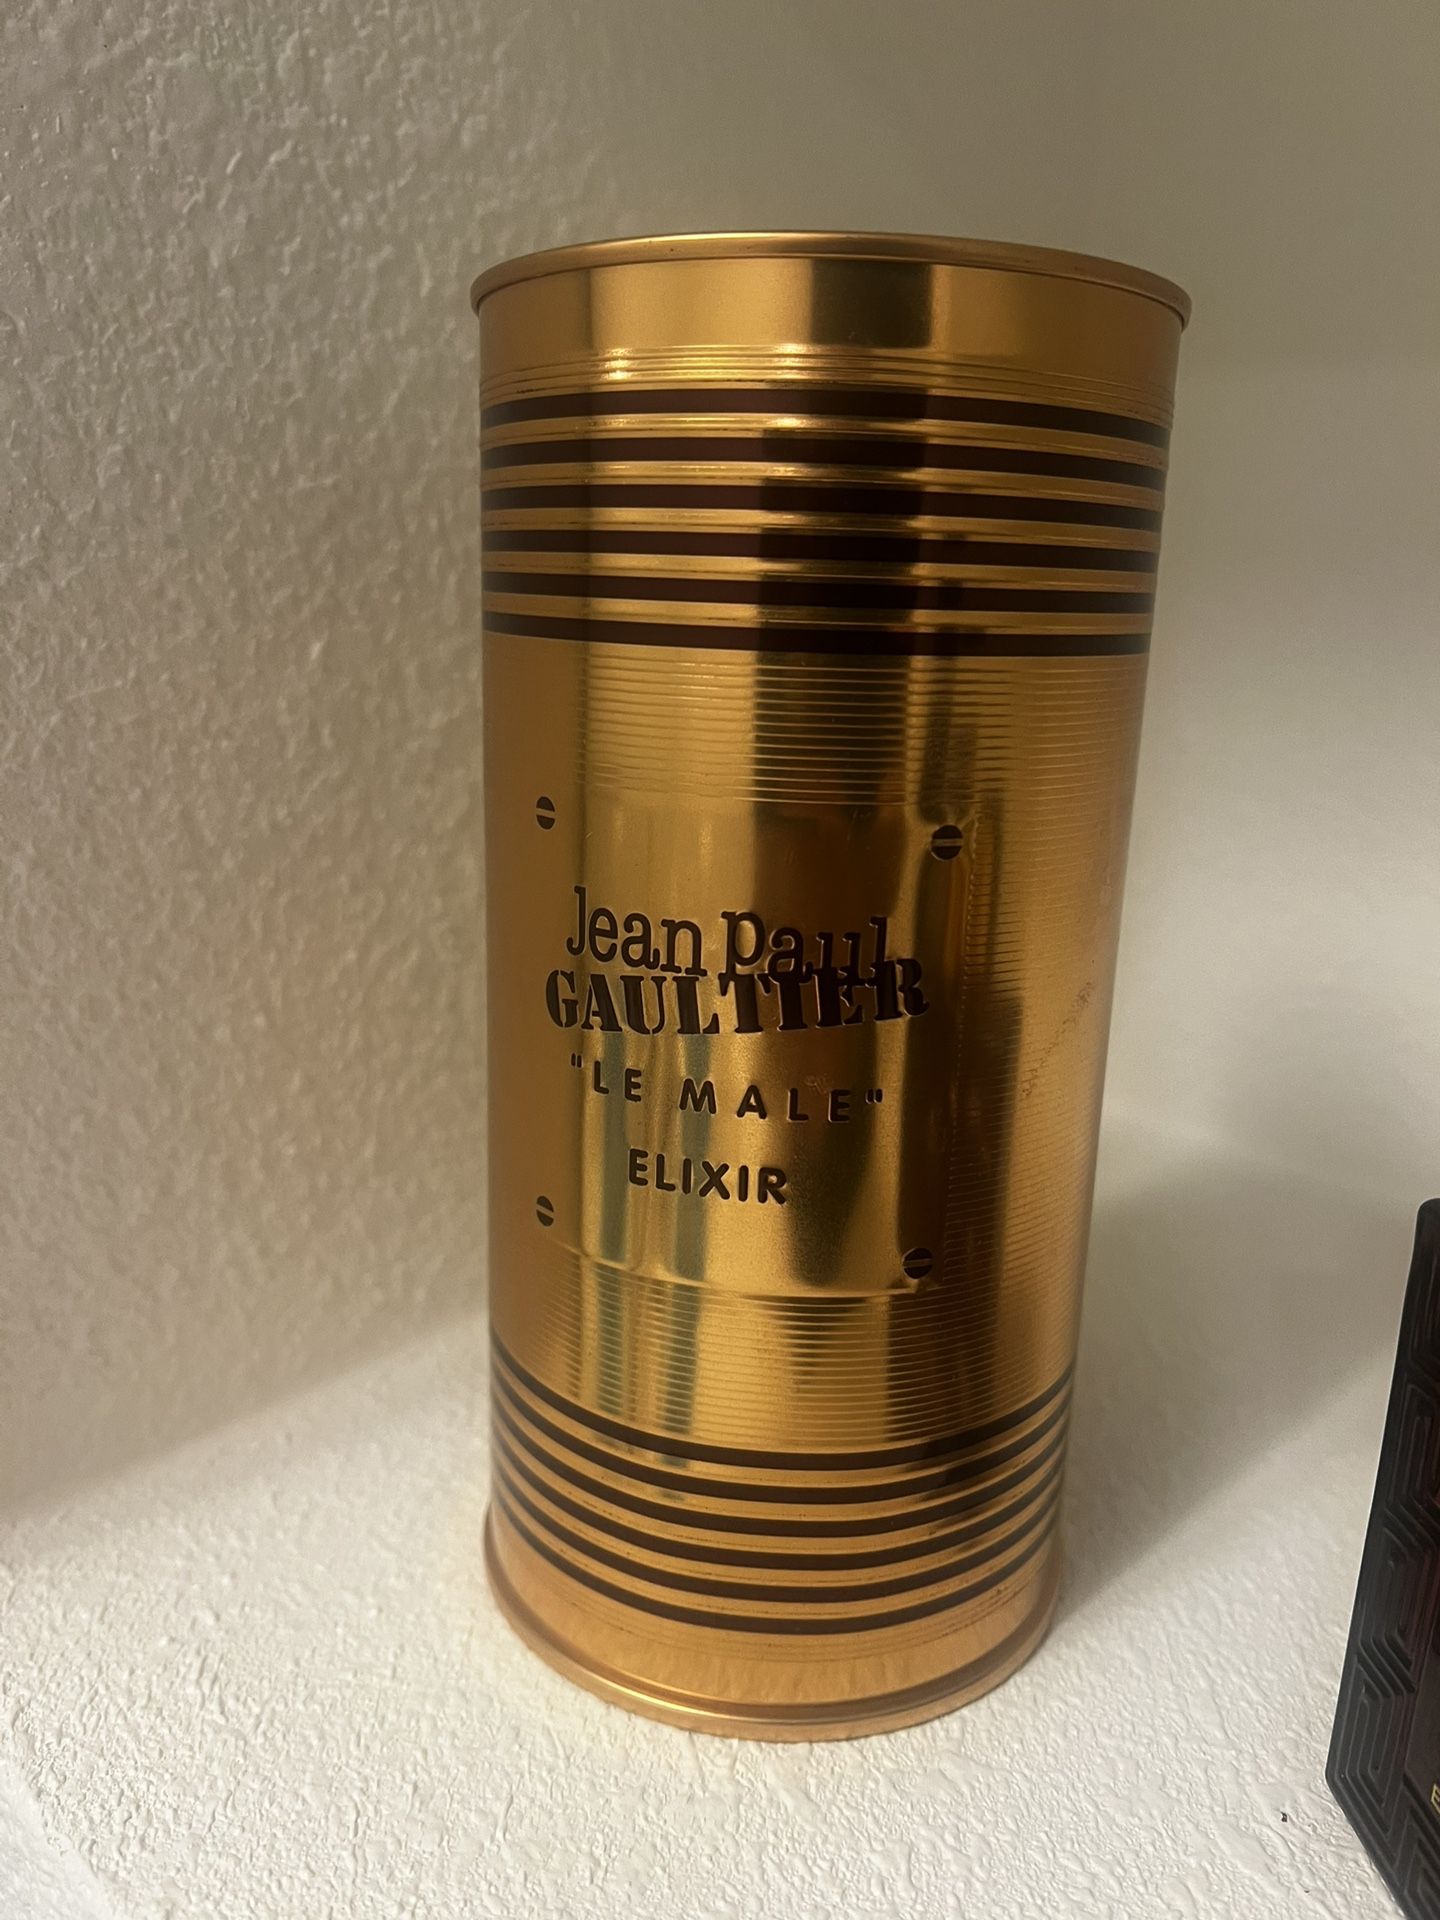 Jean Paul
GAULTIER
"LE MALE"
ELIXIR